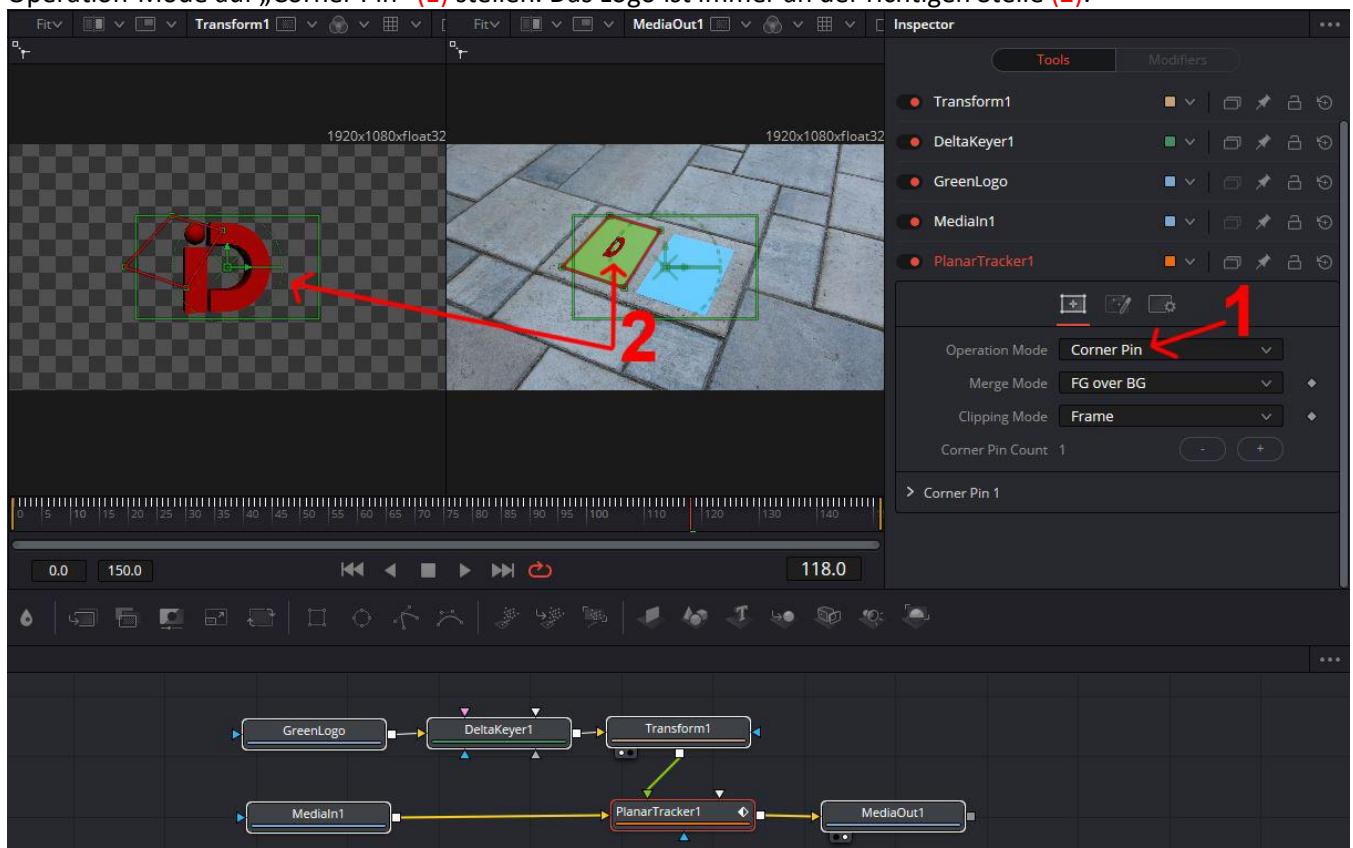 Operation-Mode auf „Corner Pin“ (1) stellen. Das Logo ist immer an der richtigen Stelle (2).
Fit Transform1 Fit MediaOut1 Inspector
Tools Modifiers
Transform1
1920x1080xfloat32 1920x1080xfloat32
DeltaKeyer1
GreenLogo
MediaIn1
PlanarTracker1
1
2
Operation Mode Corner Pin
Merge Mode FG over BG
Clipping Mode Frame
Corner Pin Count 1 - +
Corner Pin 1
0 5 10 15 20 25 30 35 40 45 50 55 60 65 70 75 80 85 90 95 100 110 120 130 140
0.0 150.0 118.0
GreenLogo DeltaKeyer1 Transform1
MediaIn1 PlanarTracker1 MediaOut1